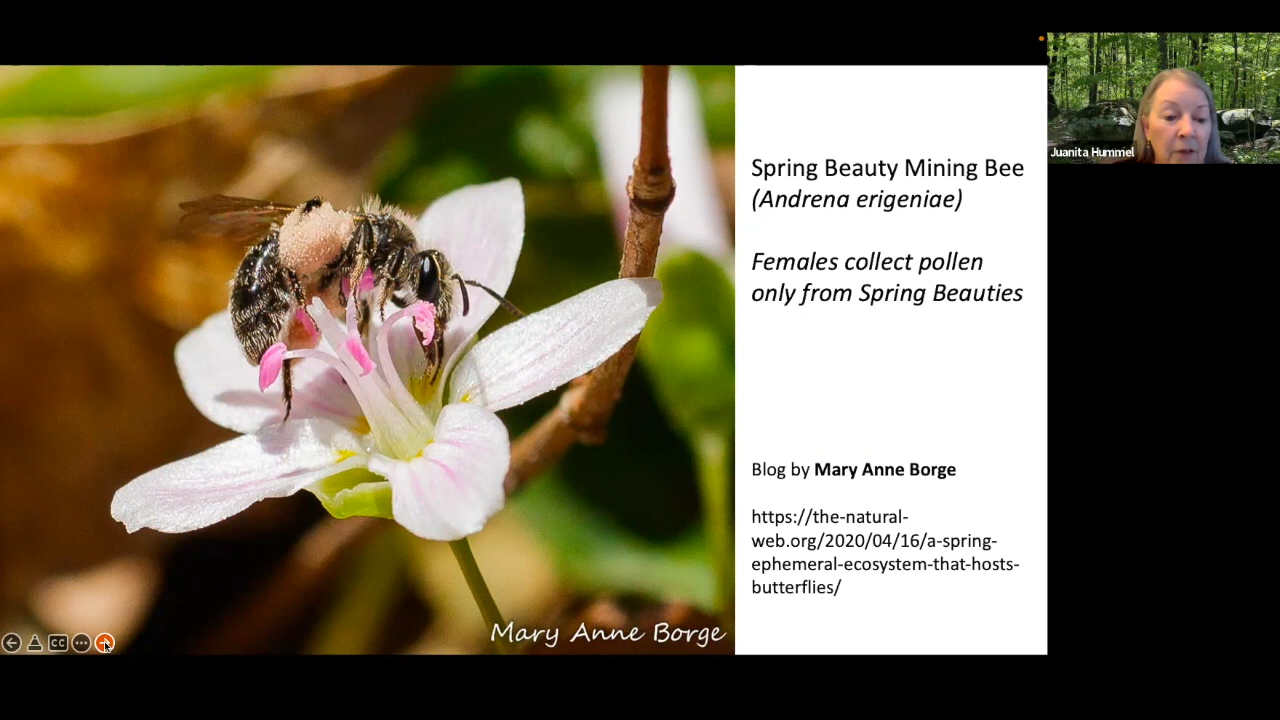 Spring Beauty Mining Bee
(Andrena erigeniae)
Females collect pollen
only from Spring Beauties
Blog by Mary Anne Borge
https://the-natural-
web.org/2020/04/16/a-spring-
ephemeral-ecosystem-that-hosts-
butterflies/
Mary Anne Borge
Juanita Hummel
CC